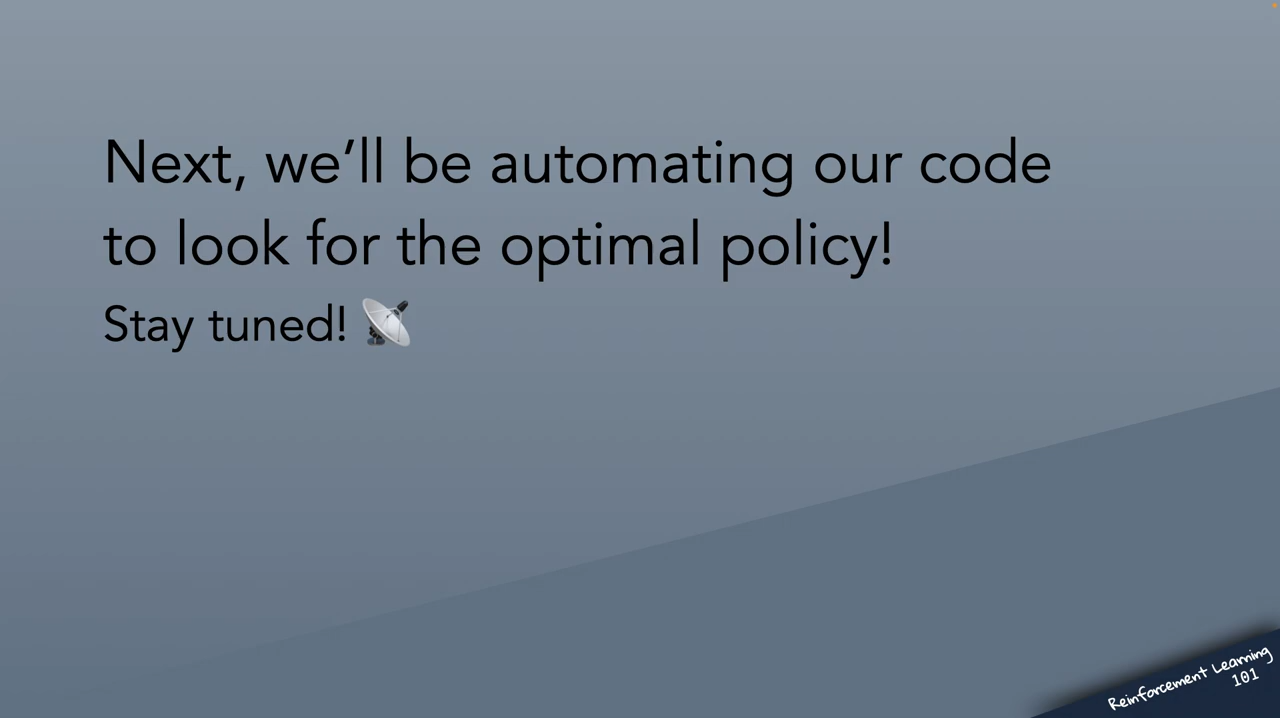 Next, we’ll be automating our code
to look for the optimal policy!
Stay tuned! 📡
Reinforcement Learning
101